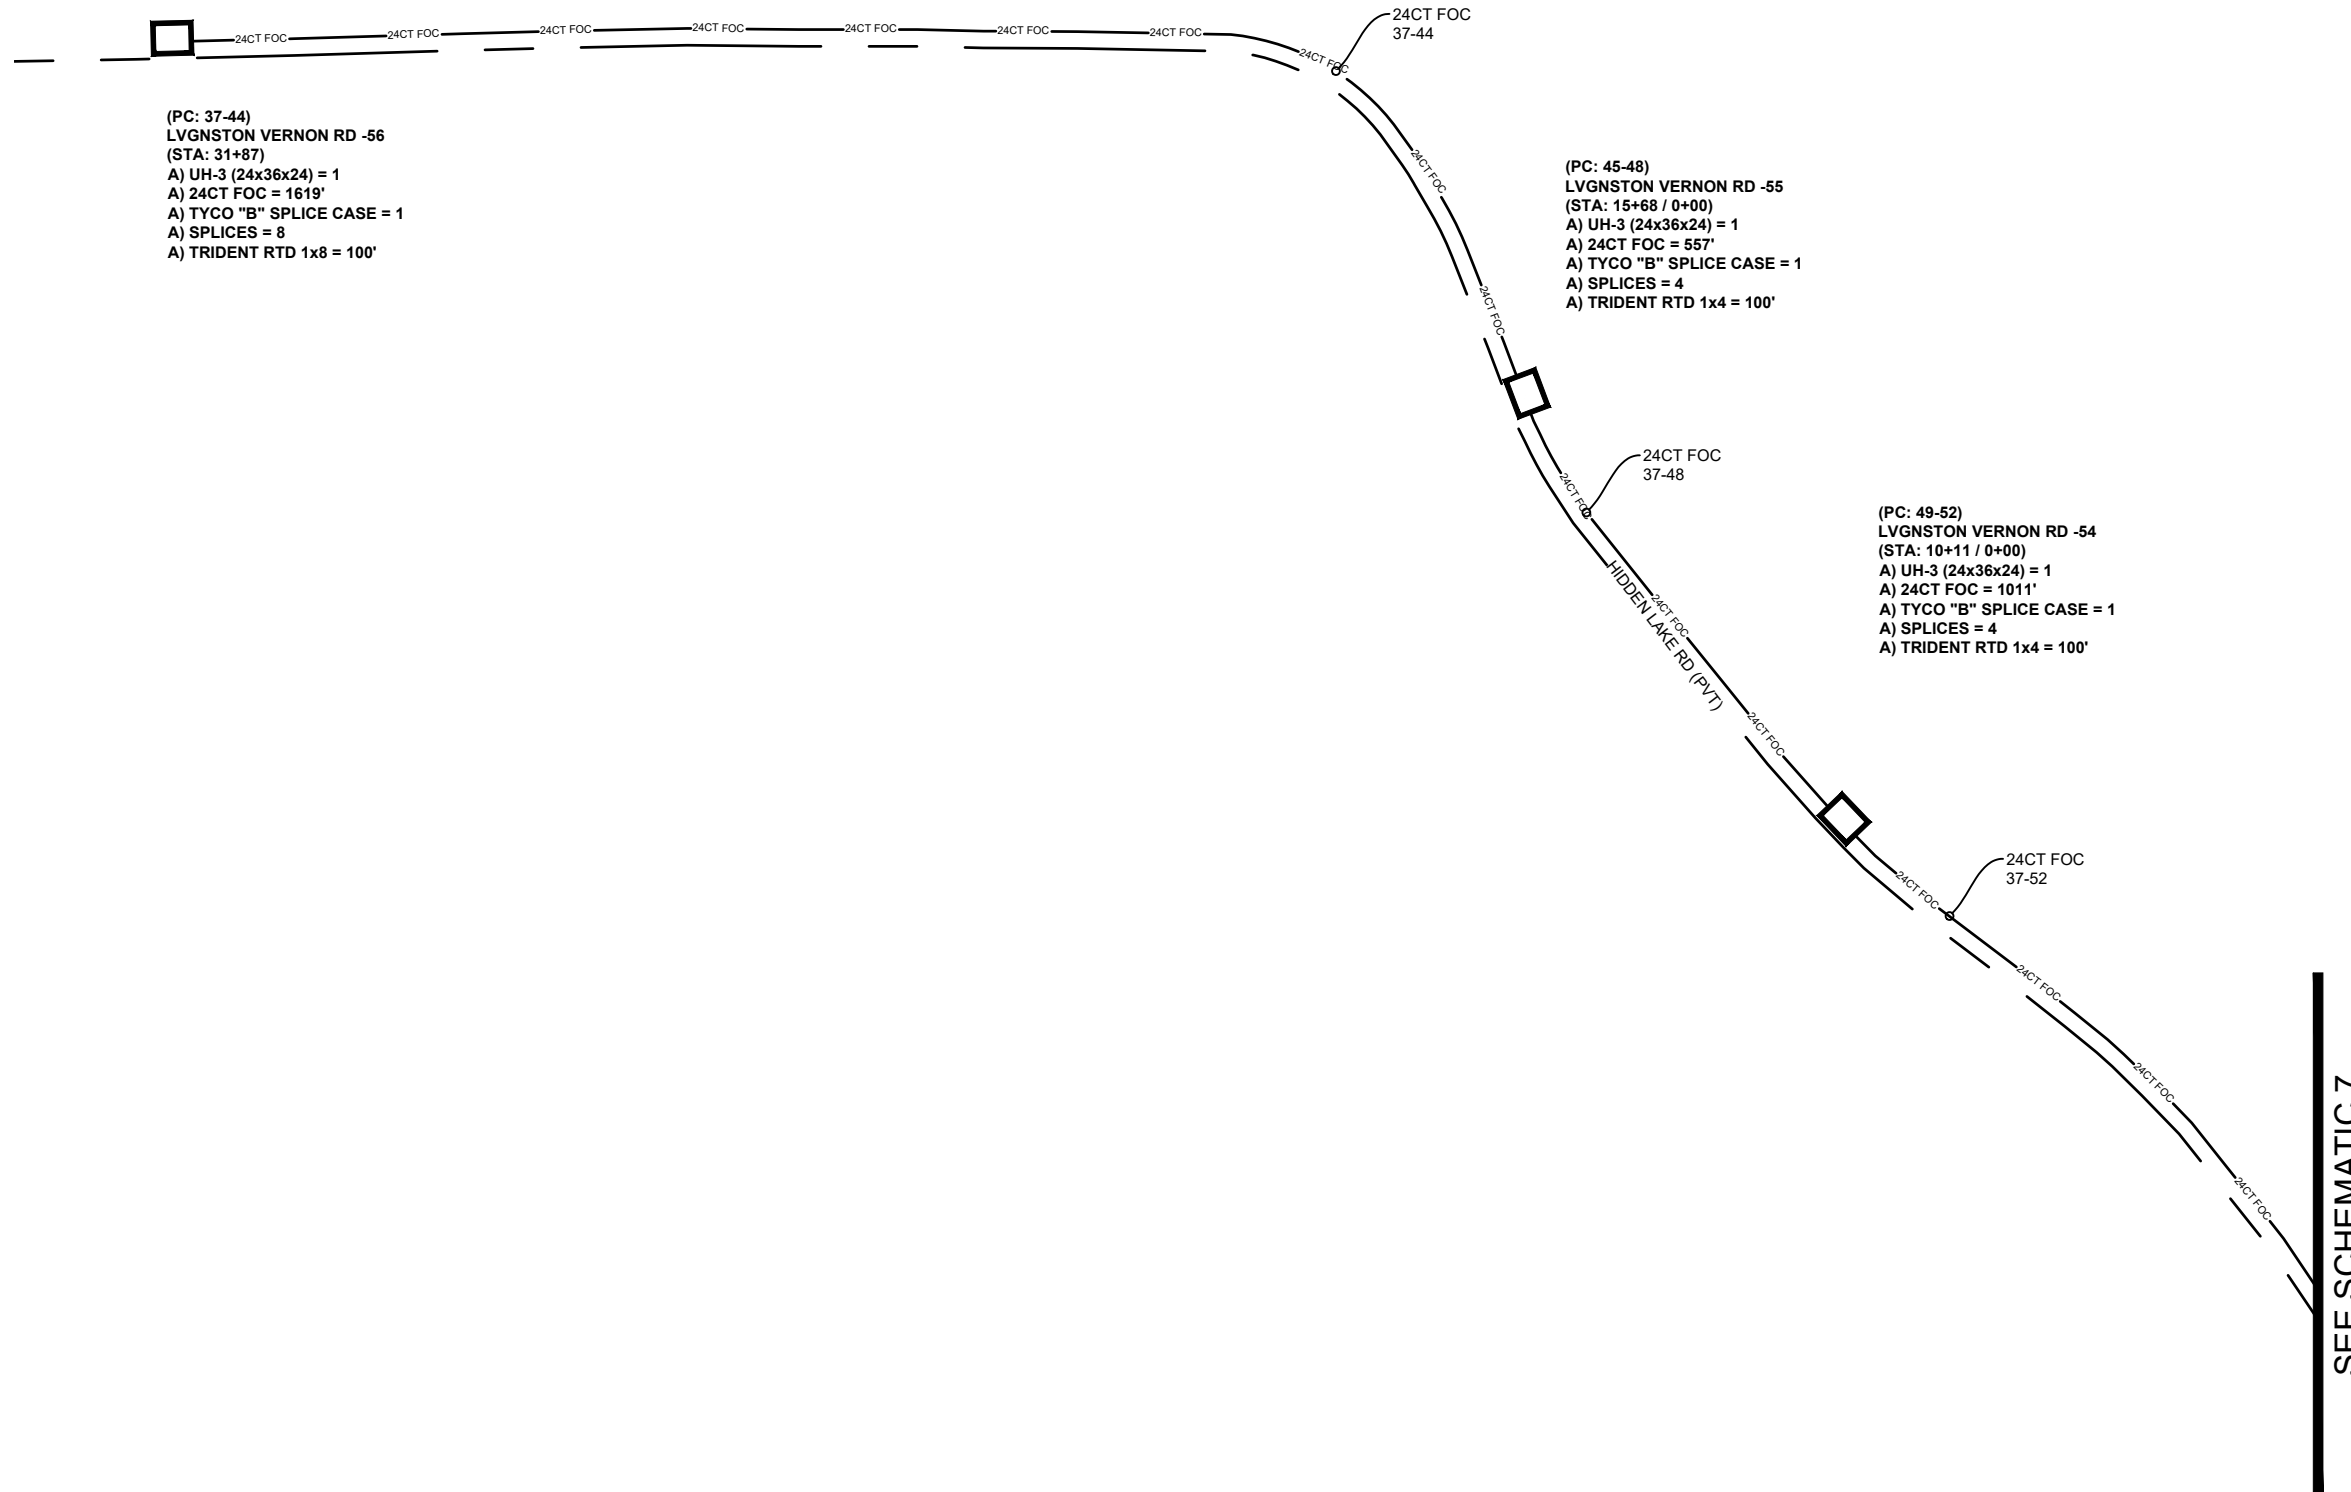 24CT FOC
24CT FOC
24CT FOC
24CT FOC
24CT FOC
24CT FOC
24CT FOC
24CT FOC
24CT FOC
37-44
(PC: 37-44)
LVGNSTON VERNON RD -56
(STA: 31+87)
A) UH-3 (24x36x24) = 1
A) 24CT FOC = 1619'
A) TYCO "B" SPLICE CASE = 1
A) SPLICES = 8
A) TRIDENT RTD 1x8 = 100'
24CT FOC
(PC: 45-48)
LVGNSTON VERNON RD -55
(STA: 15+68 / 0+00)
A) UH-3 (24x36x24) = 1
A) 24CT FOC = 557'
A) TYCO "B" SPLICE CASE = 1
A) SPLICES = 4
A) TRIDENT RTD 1x4 = 100'
24CT FOC
24CT FOC
37-48
24CT FOC
(PC: 49-52)
LVGNSTON VERNON RD -54
(STA: 10+11 / 0+00)
A) UH-3 (24x36x24) = 1
A) 24CT FOC = 1011'
A) TYCO "B" SPLICE CASE = 1
A) SPLICES = 4
A) TRIDENT RTD 1x4 = 100'
24CT FOC
HIDDEN LAKE RD (PVT)
24CT FOC
24CT FOC
37-52
24CT FOC
24CT FOC
24CT FOC
24CT FOC
SEE SCHEMATIC 7